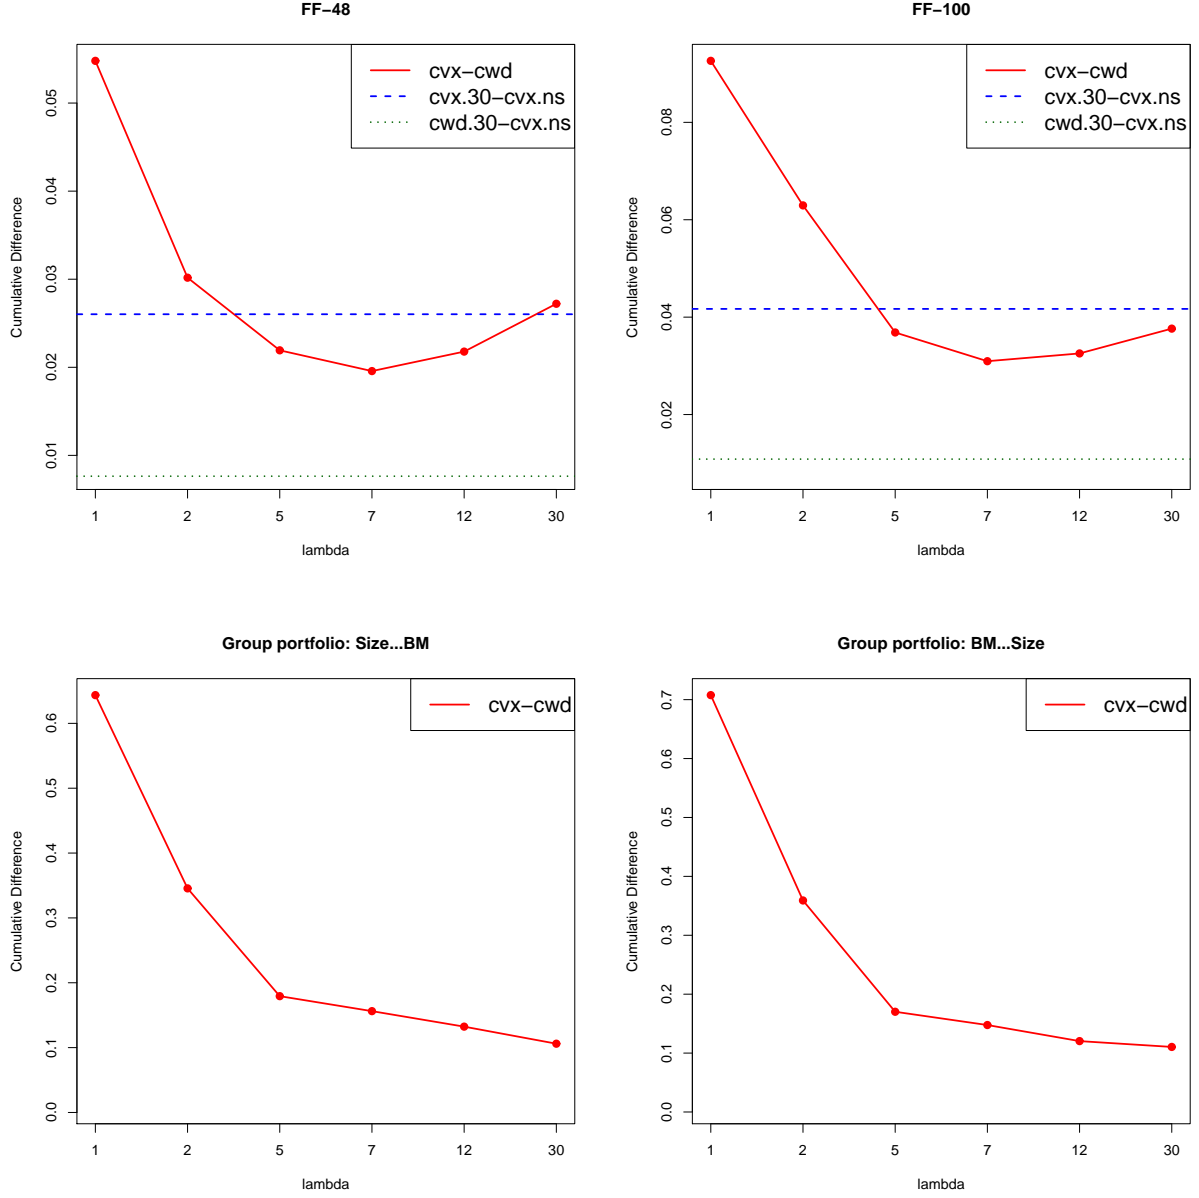 FF−48
cvx−cwd
cvx.30−cvx.ns
cwd.30−cvx.ns
Cumulative Difference
0.05
0.04
0.03
0.02
0.01
1 2 5 7 12 30
lambda
FF−100
cvx−cwd
cvx.30−cvx.ns
cwd.30−cvx.ns
Cumulative Difference
0.08
0.06
0.04
0.02
1 2 5 7 12 30
lambda
Group portfolio: Size...BM
cvx−cwd
Cumulative Difference
0.6
0.5
0.4
0.3
0.2
0.1
0.0
1 2 5 7 12 30
lambda
Group portfolio: BM...Size
cvx−cwd
Cumulative Difference
0.7
0.6
0.5
0.4
0.3
0.2
0.1
0.0
1 2 5 7 12 30
lambda